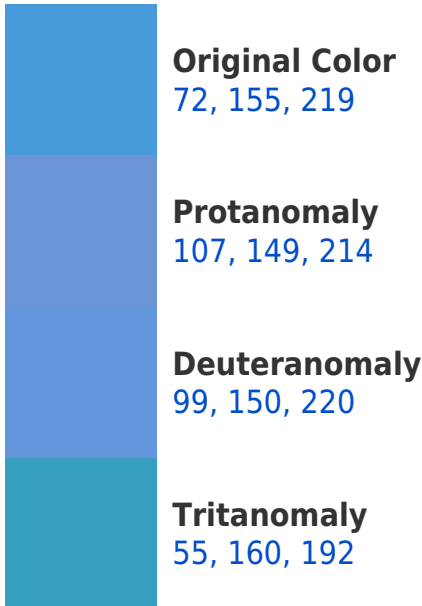 Original Color
72, 155, 219
Protanomaly
107, 149, 214
Deuteranomaly
99, 150, 220
Tritanomaly
55, 160, 192